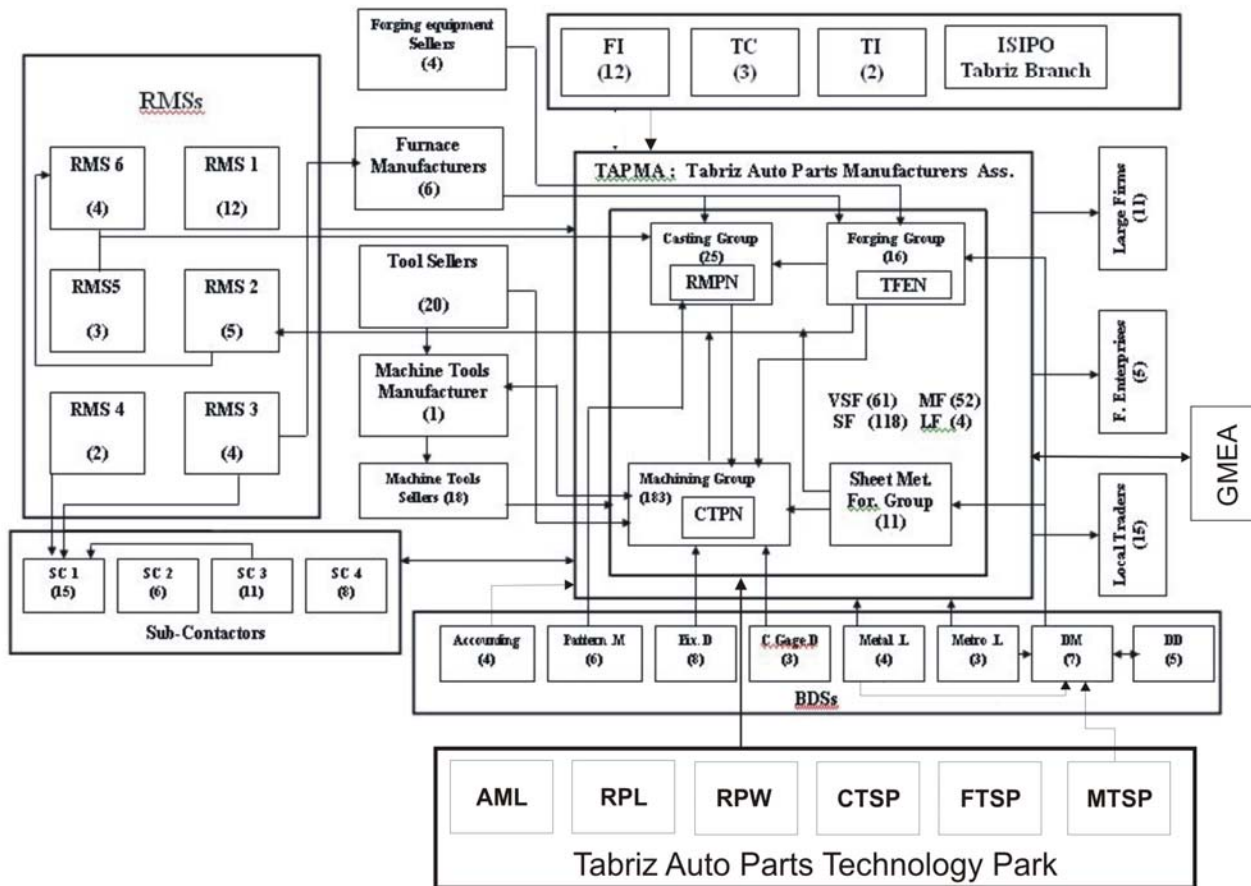 Forging equipment
Sellers
(4)
FI
(12)
TC
(3)
TI
(2)
ISIPO
Tabriz Branch
RMSs
RMS 6
(4)
RMS 1
(12)
RMS5
(3)
RMS 2
(5)
RMS 4
(2)
RMS 3
(4)
Furnace
Manufacturers
(6)
Tool Sellers
(20)
Machine Tools
Manufacturer
(1)
Machine Tools
Sellers (18)
TAPMA : Tabriz Auto Parts Manufacturers Ass.
Casting Group
(25)
RMPN
Forging Group
(16)
TFEN
VSF (61) MF (52)
SF (118) LF (4)
Machining Group
(183)
CTPN
Sheet Met.
For. Group
(11)
Large Firms
(11)
F. Enterprises
(5)
Local Traders
(15)
GMEA
SC 1
(15)
SC 2
(6)
SC 3
(11)
SC 4
(8)
Sub-Contactors
Accounting
(4)
Pattern .M
(6)
Fix. D
(8)
C Gage.D
(3)
Metal .L
(4)
Metro .L
(3)
DM
(7)
DD
(5)
BDSs
AML
RPL
RPW
CTSP
FTSP
MTSP
Tabriz Auto Parts Technology Park